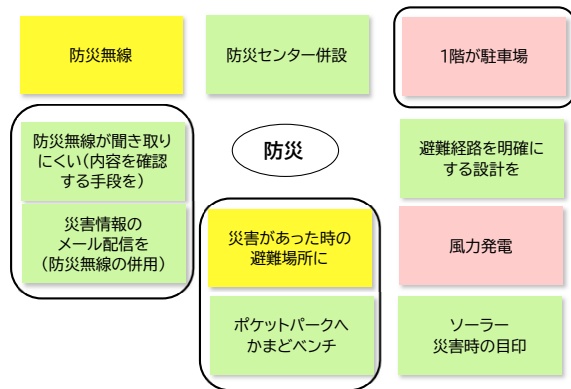 防災無線
防災センター併設
1階が駐車場
防災無線が聞き取り
にくい(内容を確認
する手段を)
防災
避難経路を明確に
する設計を
災害情報の
メール配信を
(防災無線の併用)
災害があった時の
避難場所に
風力発電
ポケットパークへ
かまどベンチ
ソーラー
災害時の目印